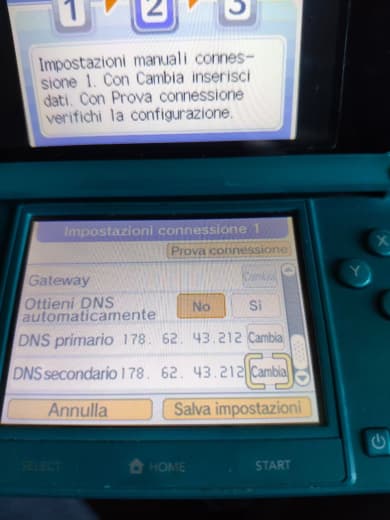 1 2 3
Impostazioni manuali connes-
sione 1. Con Cambia inserisci
dati. Con Prova connessione
verifichi la configurazione.
Impostazioni connessione 1
Prova connessione
Gateway Cambia
Ottieni DNS
automaticamente No Sì
DNS primario 178. 62. 43.212 Cambia
DNS secondario 178. 62. 43.212 Cambia
Annulla Salva impostazioni
SELECT HOME START
X
Y